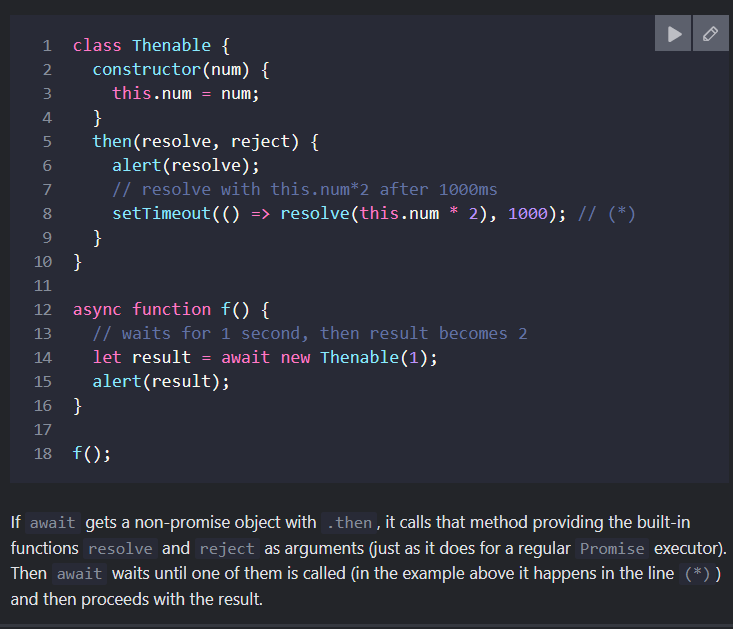 1 class Thenable {
2   constructor(num) {
3     this.num = num;
4   }
5   then(resolve, reject) {
6     alert(resolve);
7     // resolve with this.num*2 after 1000ms
8     setTimeout(() => resolve(this.num * 2), 1000); // (*)
9   }
10 }
11
12 async function f() {
13   // waits for 1 second, then result becomes 2
14   let result = await new Thenable(1);
15   alert(result);
16 }
17
18 f();
If await gets a non-promise object with .then, it calls that method providing the built-in
functions resolve and reject as arguments (just as it does for a regular Promise executor).
Then await waits until one of them is called (in the example above it happens in the line (*))
and then proceeds with the result.